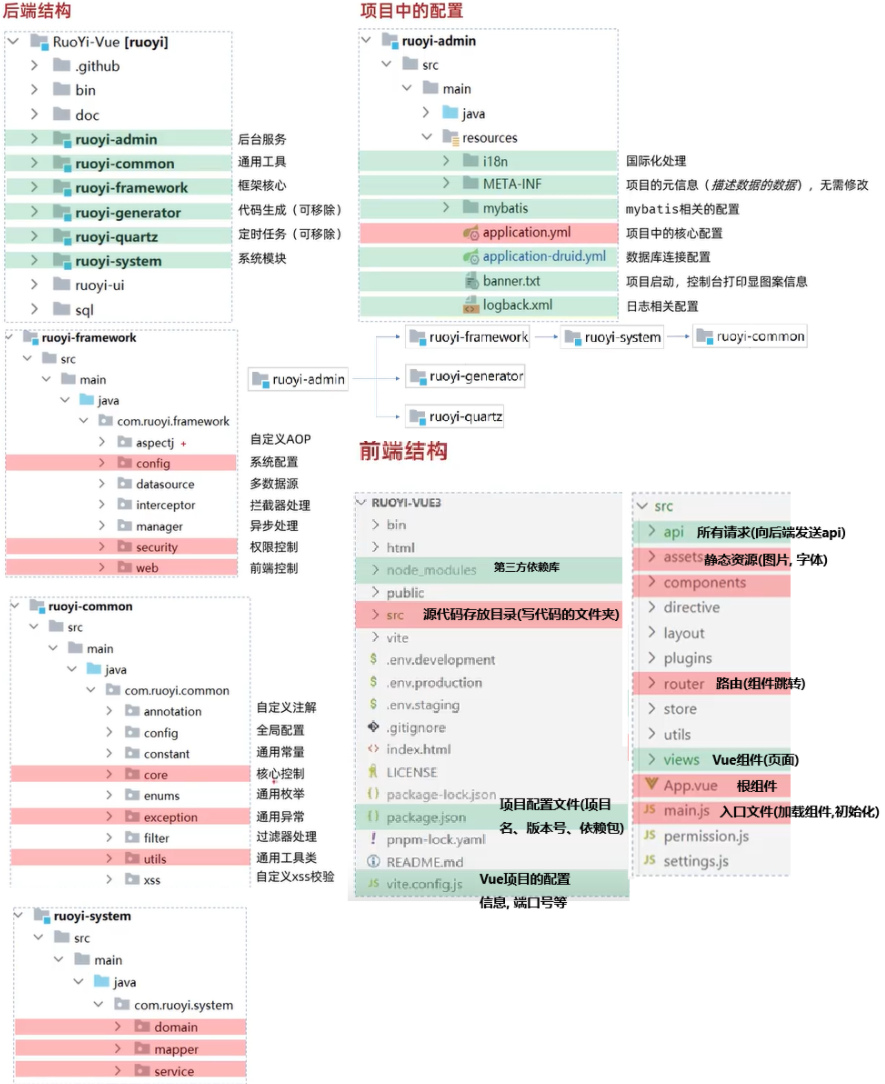 后端结构
RuoYi-Vue [ruoyi]
.github
bin
doc
ruoyi-admin 后台服务
ruoyi-common 通用工具
ruoyi-framework 框架核心
ruoyi-generator 代码生成（可移除）
ruoyi-quartz 定时任务（可移除）
ruoyi-system 系统模块
ruoyi-ui
sql
项目中的配置
ruoyi-admin
src
main
java
resources
i18n 国际化处理
META-INF 项目的元信息（描述数据的数据），无需修改
mybatis mybatis相关的配置
application.yml 项目中的核心配置
application-druid.yml 数据库连接配置
banner.txt 项目启动，控制台打印显图案信息
logback.xml 日志相关配置
ruoyi-admin
ruoyi-framework
ruoyi-system
ruoyi-common
ruoyi-generator
ruoyi-quartz
ruoyi-framework
src
main
java
com.ruoyi.framework
aspectj 自定义AOP
config 系统配置
datasource 多数据源
interceptor 拦截器处理
manager 异步处理
security 权限控制
web 前端控制
ruoyi-common
src
main
java
com.ruoyi.common
annotation 自定义注解
config 全局配置
constant 通用常量
core 核心控制
enums 通用枚举
exception 通用异常
filter 过滤器处理
utils 通用工具类
xss 自定义xss校验
ruoyi-system
src
main
java
com.ruoyi.system
domain
mapper
service
前端结构
RUOYI-VUE3
bin
html
node_modules 第三方依赖库
public
src 源代码存放目录(写代码的文件夹)
vite
$ .env.development
$ .env.production
$ .env.staging
.gitignore
<> index.html
LICENSE
{} package-lock.json
{} package.json 项目配置文件(项目
名、版本号、依赖包)
! pnpm-lock.yaml
README.md
JS vite.config.js Vue项目的配置
信息, 端口号等
src
api 所有请求(向后端发送api)
assets 静态资源(图片, 字体)
components
directive
layout
plugins
router 路由(组件跳转)
store
utils
views Vue组件(页面)
App.vue 根组件
JS main.js 入口文件(加载组件,初始化)
JS permission.js
JS settings.js